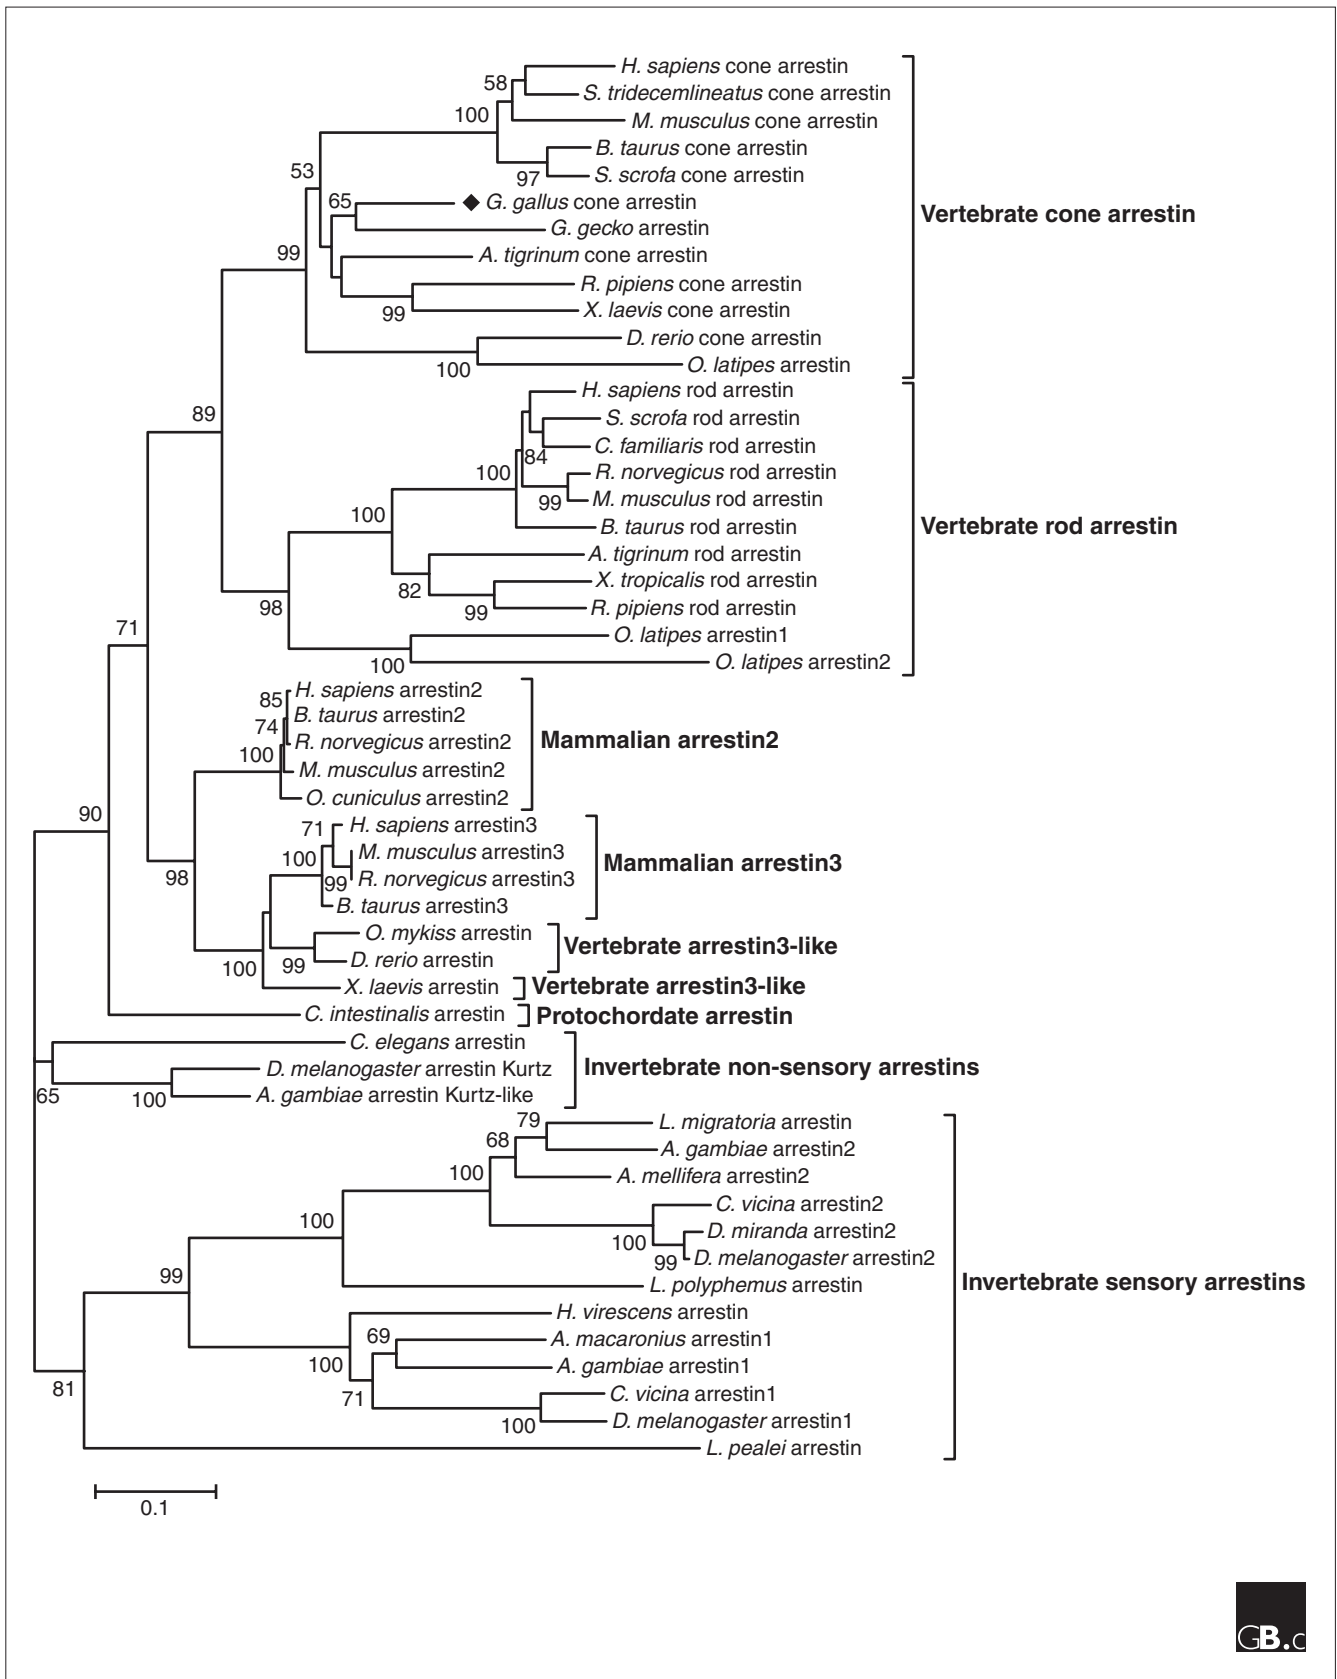 H. sapiens cone arrestin
58
S. tridecemlineatus cone arrestin
100
M. musculus cone arrestin
B. taurus cone arrestin
97
S. scrofa cone arrestin
53
65
G. gallus cone arrestin
Vertebrate cone arrestin
G. gecko arrestin
99
A. tigrinum cone arrestin
R. pipiens cone arrestin
99
X. laevis cone arrestin
D. rerio cone arrestin
100
O. latipes arrestin
H. sapiens rod arrestin
89
S. scrofa rod arrestin
C. familiaris rod arrestin
84
100
R. norvegicus rod arrestin
99
M. musculus rod arrestin
100
B. taurus rod arrestin
Vertebrate rod arrestin
A. tigrinum rod arrestin
82
X. tropicalis rod arrestin
98
99
R. pipiens rod arrestin
71
O. latipes arrestin1
100
O. latipes arrestin2
85
H. sapiens arrestin2
B. taurus arrestin2
74
R. norvegicus arrestin2
Mammalian arrestin2
100
M. musculus arrestin2
O. cuniculus arrestin2
90
71
H. sapiens arrestin3
100
M. musculus arrestin3
Mammalian arrestin3
98
99
R. norvegicus arrestin3
B. taurus arrestin3
O. mykiss arrestin
Vertebrate arrestin3-like
100
99
D. rerio arrestin
X. laevis arrestin
Vertebrate arrestin3-like
C. intestinalis arrestin
Protochordate arrestin
C. elegans arrestin
D. melanogaster arrestin Kurtz
Invertebrate non-sensory arrestins
65
100
A. gambiae arrestin Kurtz-like
79
L. migratoria arrestin
68
A. gambiae arrestin2
100
A. mellifera arrestin2
C. vicina arrestin2
100
D. miranda arrestin2
100
99
D. melanogaster arrestin2
99
L. polyphemus arrestin
Invertebrate sensory arrestins
H. virescens arrestin
69
A. macaronius arrestin1
100
A. gambiae arrestin1
81
71
C. vicina arrestin1
100
D. melanogaster arrestin1
L. pealei arrestin
0.1
GB.c